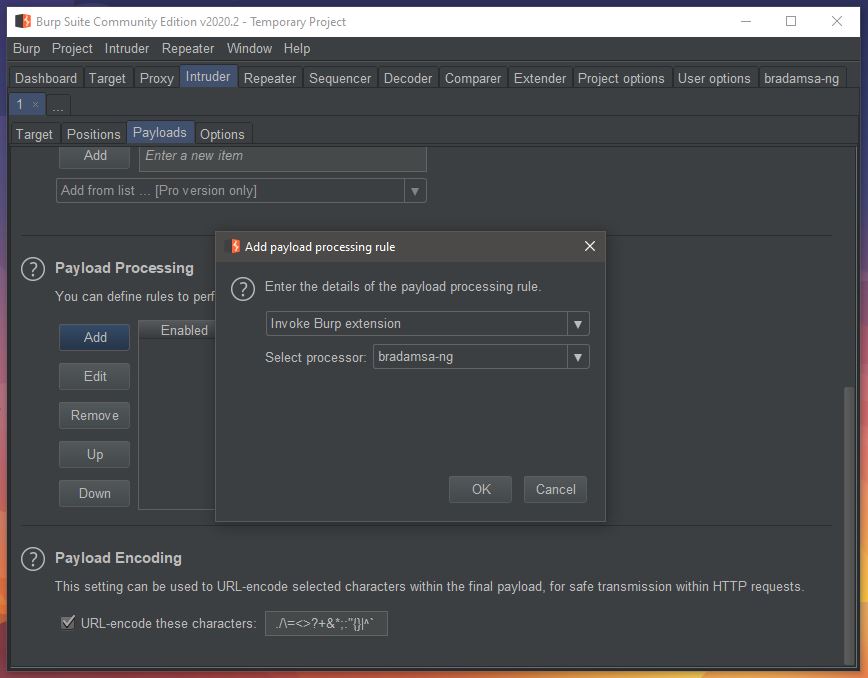 Burp Suite Community Edition v2020.2 - Temporary Project
Burp Project Intruder Repeater Window Help
Dashboard Target Proxy Intruder Repeater Sequencer Decoder Comparer Extender Project options User options bradamsa-ng
1 × ...
Target Positions Payloads Options
Add Enter a new item
Add from list ... [Pro version only]
Add payload processing rule
? Payload Processing
? Enter the details of the payload processing rule.
You can define rules to perf
Invoke Burp extension
Add Enabled
Select processor: bradamsa-ng
Edit
Remove
Up
Down
OK Cancel
? Payload Encoding
This setting can be used to URL-encode selected characters within the final payload, for safe transmission within HTTP requests.
URL-encode these characters: ./\=<>?+&*;:"{}|^`